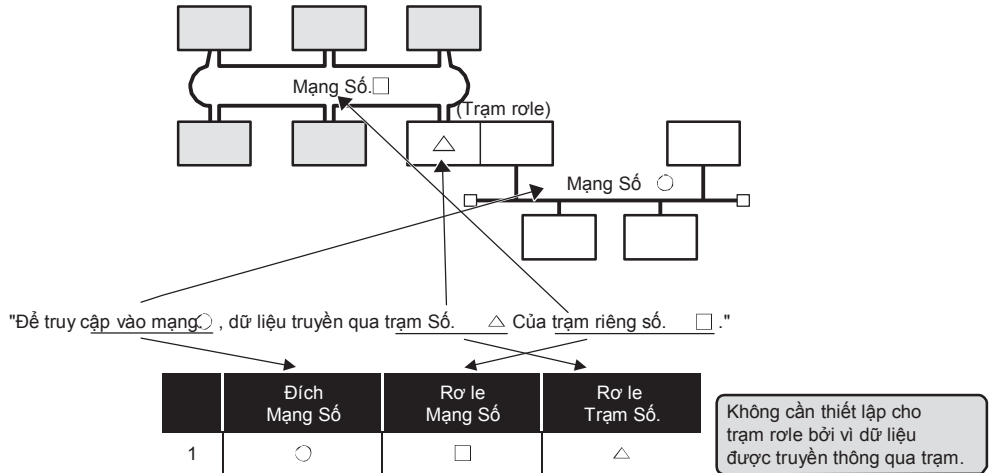 Mạng Số.□
(Trạm rơle)
△
Mạng Số ○
"Để truy cập vào mạng.○ , dữ liệu truyền qua trạm Số. △ Của trạm riêng số. □ ."
Đích Mạng Số
Rơ le Mạng Số
Rơ le Trạm Số.
1 ○ □ △
Không cần thiết lập cho
trạm rơle bởi vì dữ liệu
được truyền thông qua trạm.